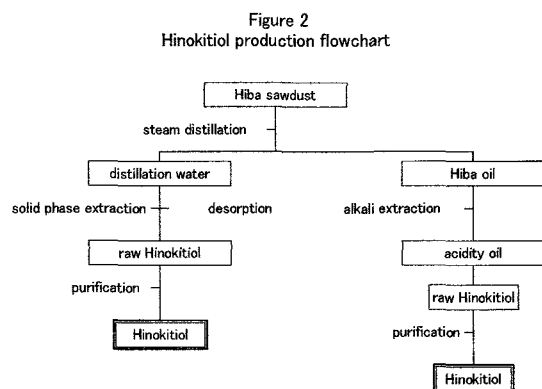 Figure 2
Hinokitiol production flowchart
Hiba sawdust
steam distillation
distillation water
Hiba oil
solid phase extraction
desorption
alkali extraction
raw Hinokitiol
acidity oil
purification
raw Hinokitiol
Hinokitiol
purification
Hinokitiol